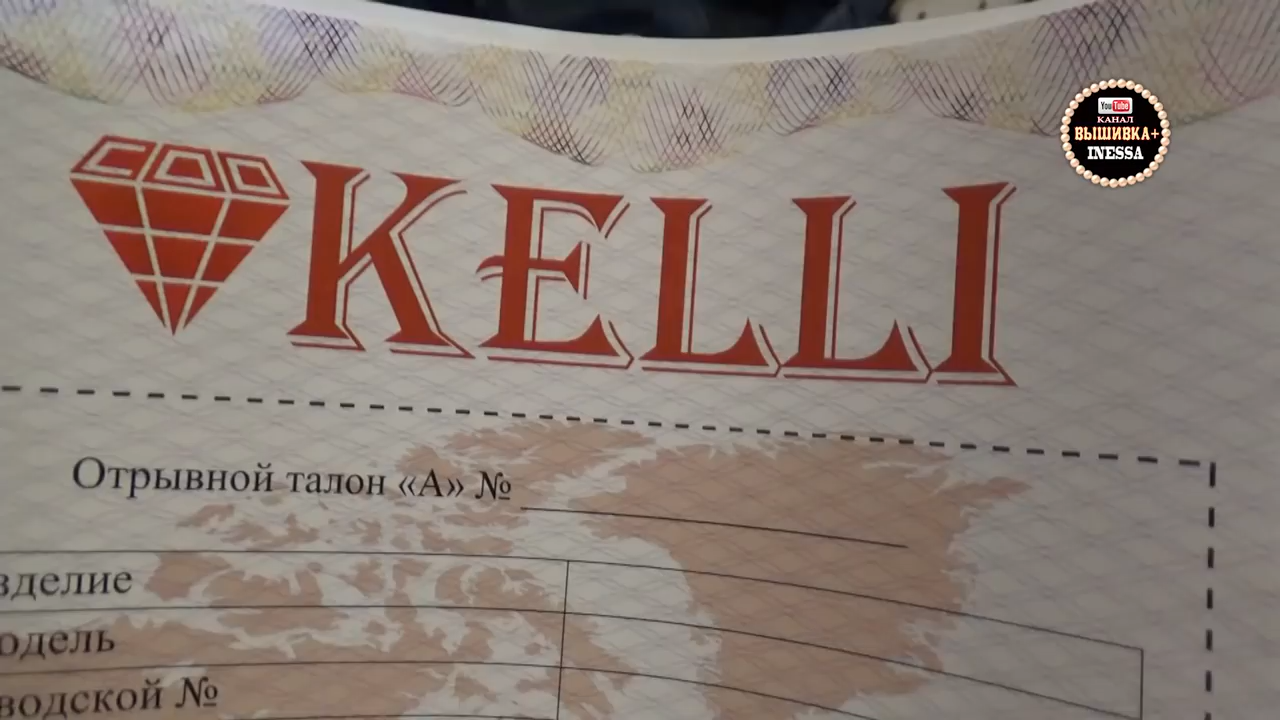 YouTube
КАНАЛ
ВЫШИВКА+
INESSA
KELLI
Отрывной талон «А» №
зделие
одель
водской №